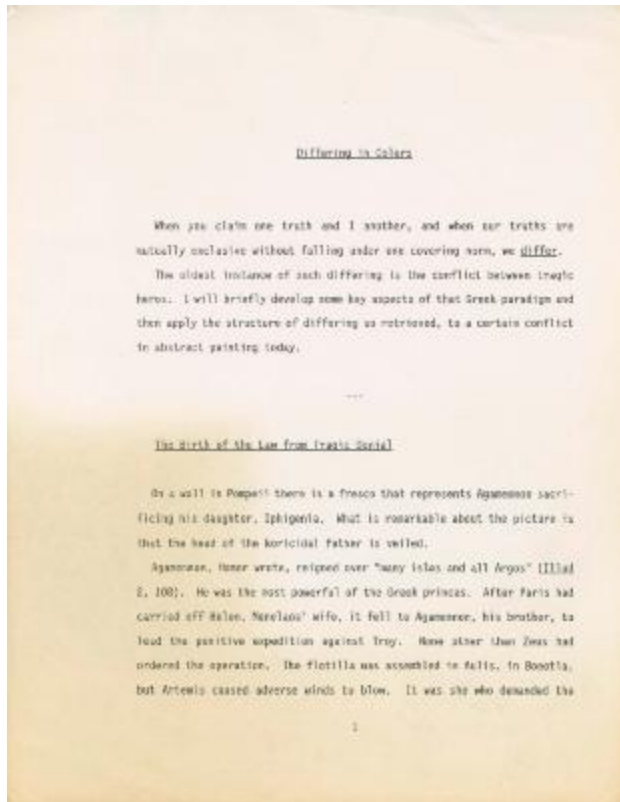 Differing in Colors
When you claim one truth and I another, and when our truths are
mutually exclusive without falling under one covering norm, we differ.
The oldest instance of such differing is the conflict between tragic
heros. I will briefly develop some key aspects of that Greek paradigm and
then apply the structure of differing so retrieved, to a certain conflict
in abstract painting today.
---
The Birth of the Law from Tragic Denial
On a wall in Pompeii there is a fresco that represents Agamemnon sacri-
ficing his daughter, Iphigenia. What is remarkable about the picture is
that the head of the koricidal father is veiled.
Agamemnon, Homer wrote, reigned over "many isles and all Argos" (Iliad
2, 108). He was the most powerful of the Greek princes. After Paris had
carried off Helen, Menelaos' wife, it fell to Agamemnon, his brother, to
lead the punitive expedition against Troy. None other than Zeus had
ordered the operation. The flotilla was assembled in Aulis, in Boeotia,
but Artemis caused adverse winds to blow. It was she who demanded the
1